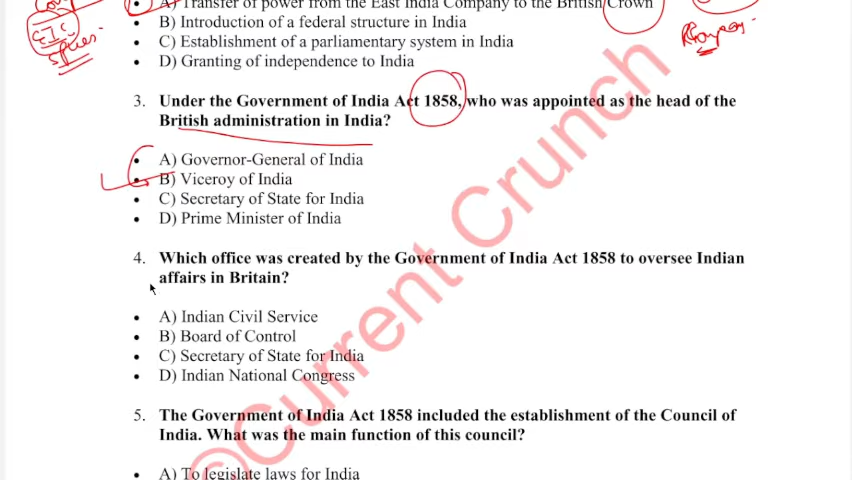 A) Transfer of power from the East India Company to the British Crown
B) Introduction of a federal structure in India
C) Establishment of a parliamentary system in India
D) Granting of independence to India
3. Under the Government of India Act 1858, who was appointed as the head of the
British administration in India?
A) Governor-General of India
B) Viceroy of India
C) Secretary of State for India
D) Prime Minister of India
4. Which office was created by the Government of India Act 1858 to oversee Indian
affairs in Britain?
A) Indian Civil Service
B) Board of Control
C) Secretary of State for India
D) Indian National Congress
5. The Government of India Act 1858 included the establishment of the Council of
India. What was the main function of this council?
A) To legislate laws for India
©Current Crunch
EIC